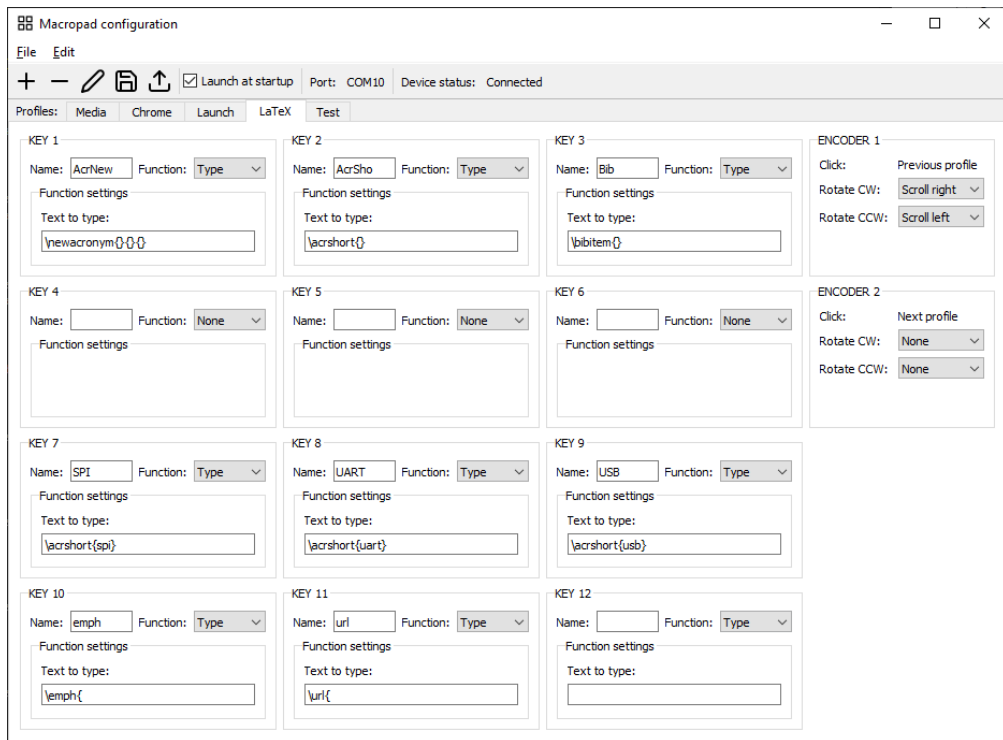 Macropad configuration
File Edit
Launch at startup Port: COM10 Device status: Connected
Profiles: Media Chrome Launch LaTeX Test
KEY 1
Name: AcrNew Function: Type
Function settings
Text to type:
\newacronym{}{}{}
KEY 2
Name: AcrSho Function: Type
Function settings
Text to type:
\acrshort{}
KEY 3
Name: Bib Function: Type
Function settings
Text to type:
\bibitem{}
ENCODER 1
Click: Previous profile
Rotate CW: Scroll right
Rotate CCW: Scroll left
KEY 4
Name: Function: None
Function settings
KEY 5
Name: Function: None
Function settings
KEY 6
Name: Function: None
Function settings
ENCODER 2
Click: Next profile
Rotate CW: None
Rotate CCW: None
KEY 7
Name: SPI Function: Type
Function settings
Text to type:
\acrshort{spi}
KEY 8
Name: UART Function: Type
Function settings
Text to type:
\acrshort{uart}
KEY 9
Name: USB Function: Type
Function settings
Text to type:
\acrshort{usb}
KEY 10
Name: emph Function: Type
Function settings
Text to type:
\emph{
KEY 11
Name: url Function: Type
Function settings
Text to type:
\url{
KEY 12
Name: Function: Type
Function settings
Text to type: